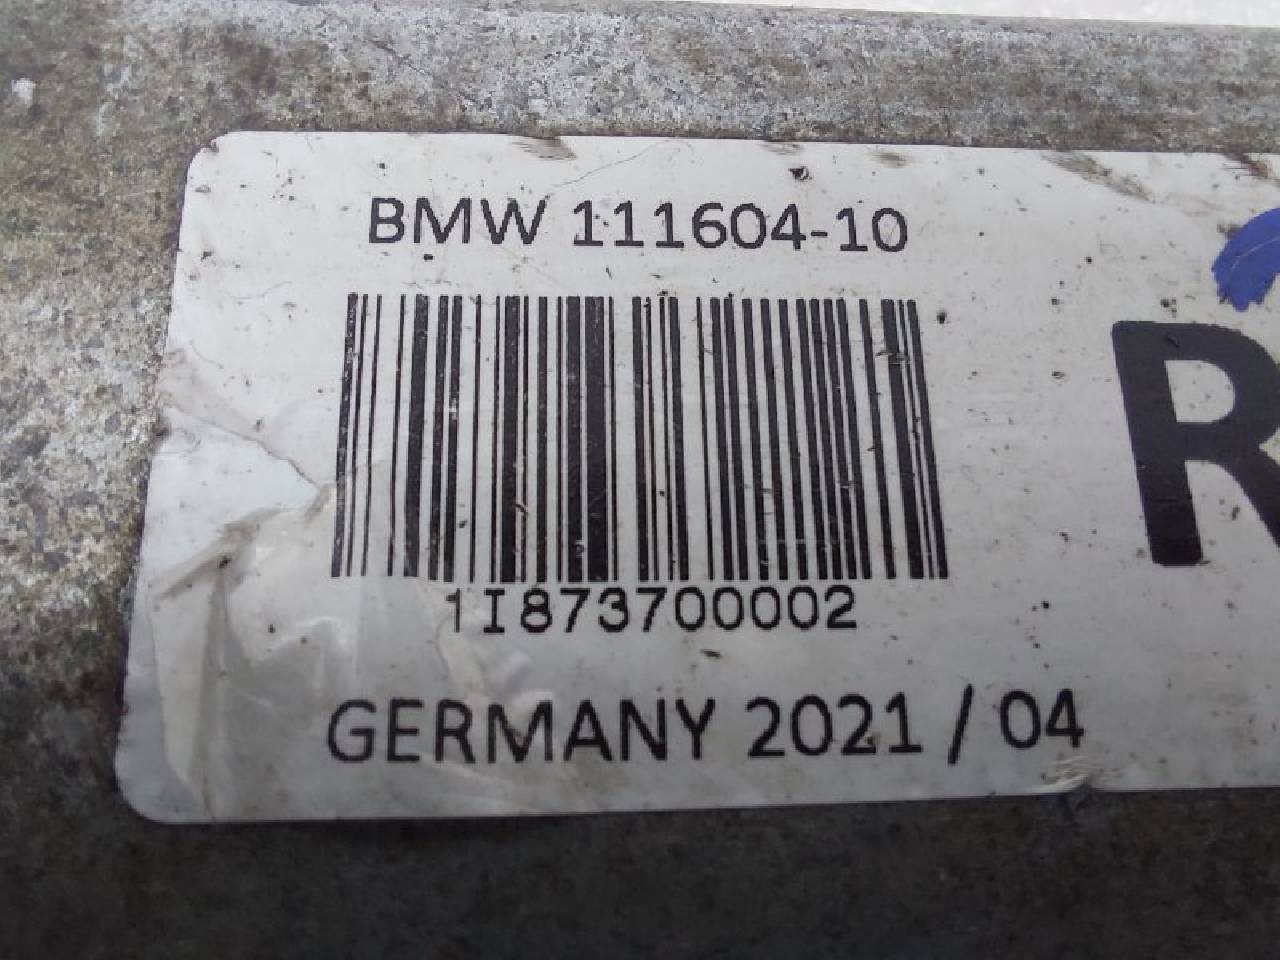 BMW 111604-10
R
1I873700002
GERMANY 2021 / 04